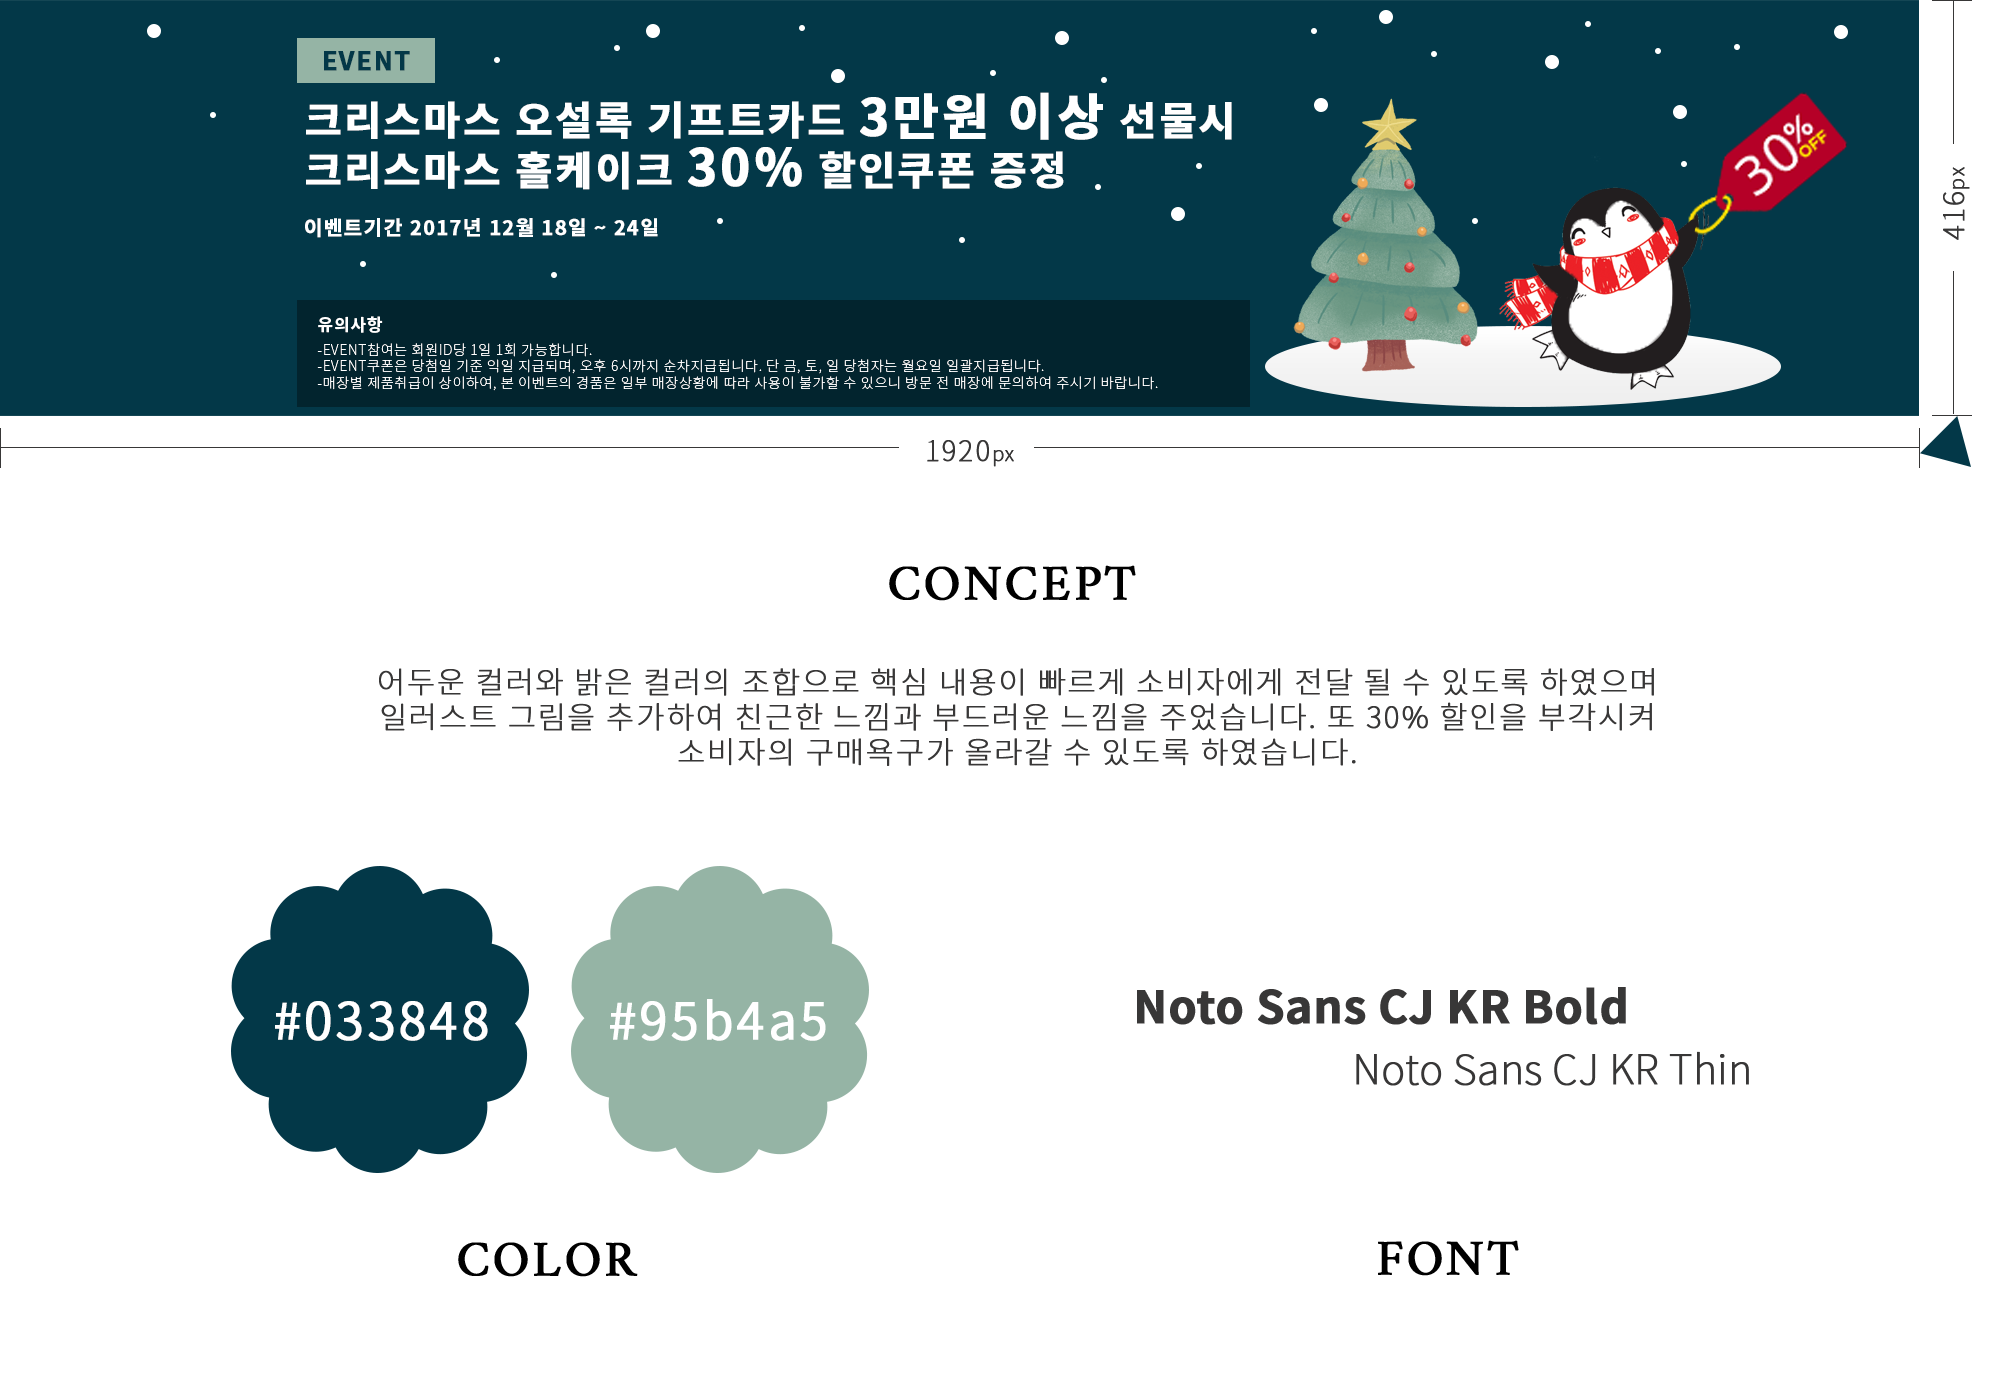 EVENT
크리스마스 오설록 기프트카드 3만원 이상 선물시
크리스마스 홀케이크 30% 할인쿠폰 증정
이벤트기간 2017년 12월 18일 ~ 24일
30%
OFF
유의사항
-EVENT참여는 회원ID당 1일 1회 가능합니다.
-EVENT쿠폰은 당첨일 기준 익일 지급되며, 오후 6시까지 순차지급됩니다. 단 금, 토, 일 당첨자는 월요일 일괄지급됩니다.
-매장별 제품취급이 상이하여, 본 이벤트의 경품은 일부 매장상황에 따라 사용이 불가할 수 있으니 방문 전 매장에 문의하여 주시기 바랍니다.
416px
1920px
CONCEPT
어두운 컬러와 밝은 컬러의 조합으로 핵심 내용이 빠르게 소비자에게 전달 될 수 있도록 하였으며
일러스트 그림을 추가하여 친근한 느낌과 부드러운 느낌을 주었습니다. 또 30% 할인을 부각시켜
소비자의 구매욕구가 올라갈 수 있도록 하였습니다.
#033848
#95b4a5
Noto Sans CJ KR Bold
Noto Sans CJ KR Thin
COLOR
FONT